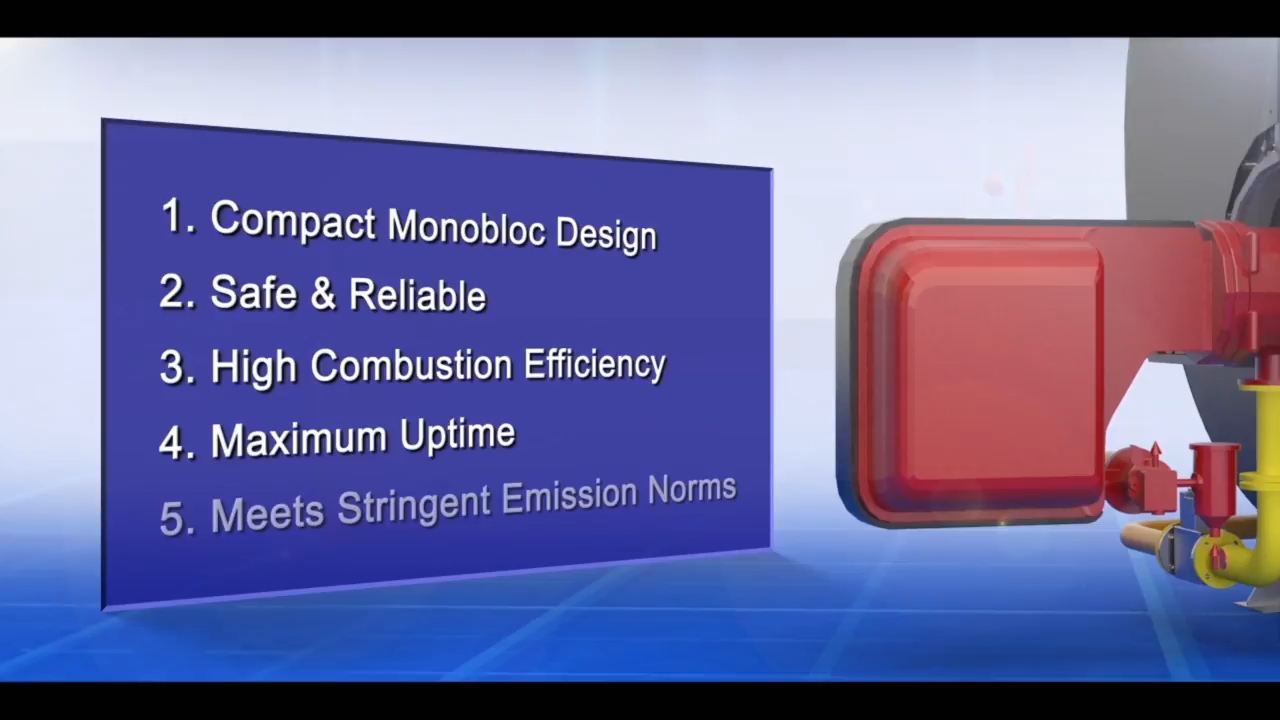 1. Compact Monobloc Design
2. Safe & Reliable
3. High Combustion Efficiency
4. Maximum Uptime
5. Meets Stringent Emission Norms